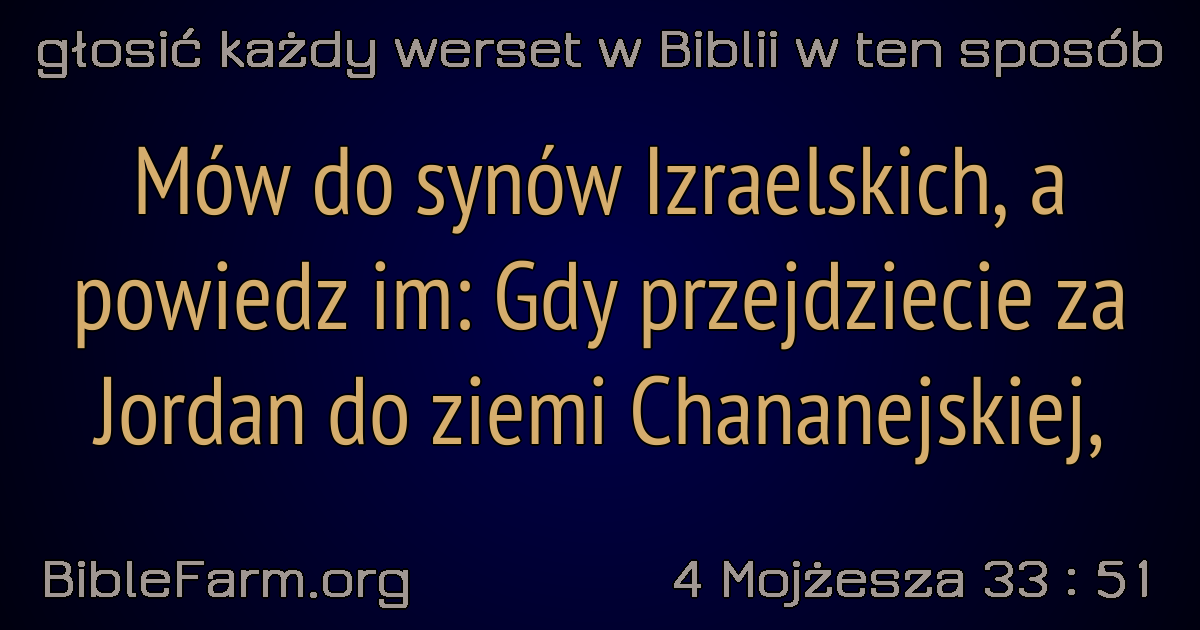 głosić każdy werset w Biblii w ten sposób
Mów do synów Izraelskich, a
powiedz im: Gdy przejdziecie za
Jordan do ziemi Chananejskiej,
BibleFarm.org
4 Mojżesza 33 : 51